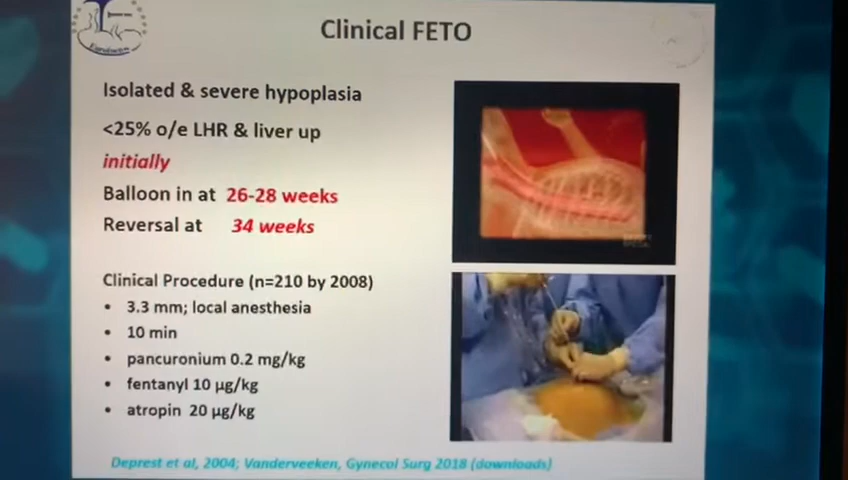 Clinical FETO
Isolated & severe hypoplasia
<25% o/e LHR & liver up
initially
Balloon in at 26-28 weeks
Reversal at 34 weeks
Clinical Procedure (n=210 by 2008)
• 3.3 mm; local anesthesia
• 10 min
• pancuronium 0.2 mg/kg
• fentanyl 10 µg/kg
• atropin 20 µg/kg
Deprest et al, 2004; Vanderveeken, Gynecol Surg 2018 (downloads)